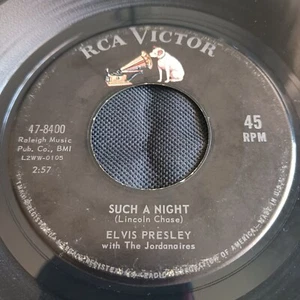 RCA VICTOR
47-8400
Raleigh Music
Pub. Co., BMI
L2WW-0105
2:57
45
RPM
SUCH A NIGHT
(Lincoln Chase)
ELVIS PRESLEY
with The Jordanaires